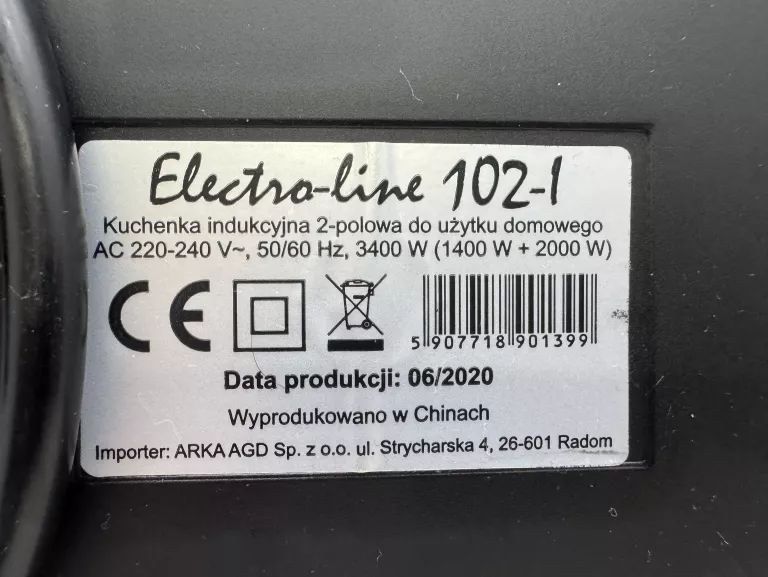 Electro-line 102-I
Kuchenka indukcyjna 2-polowa do użytku domowego
AC 220-240 V~, 50/60 Hz, 3400 W (1400 W + 2000 W)
CE
5 907718 901399
Data produkcji: 06/2020
Wyprodukowano w Chinach
Importer: ARKA AGD Sp. z o.o. ul. Strycharska 4, 26-601 Radom